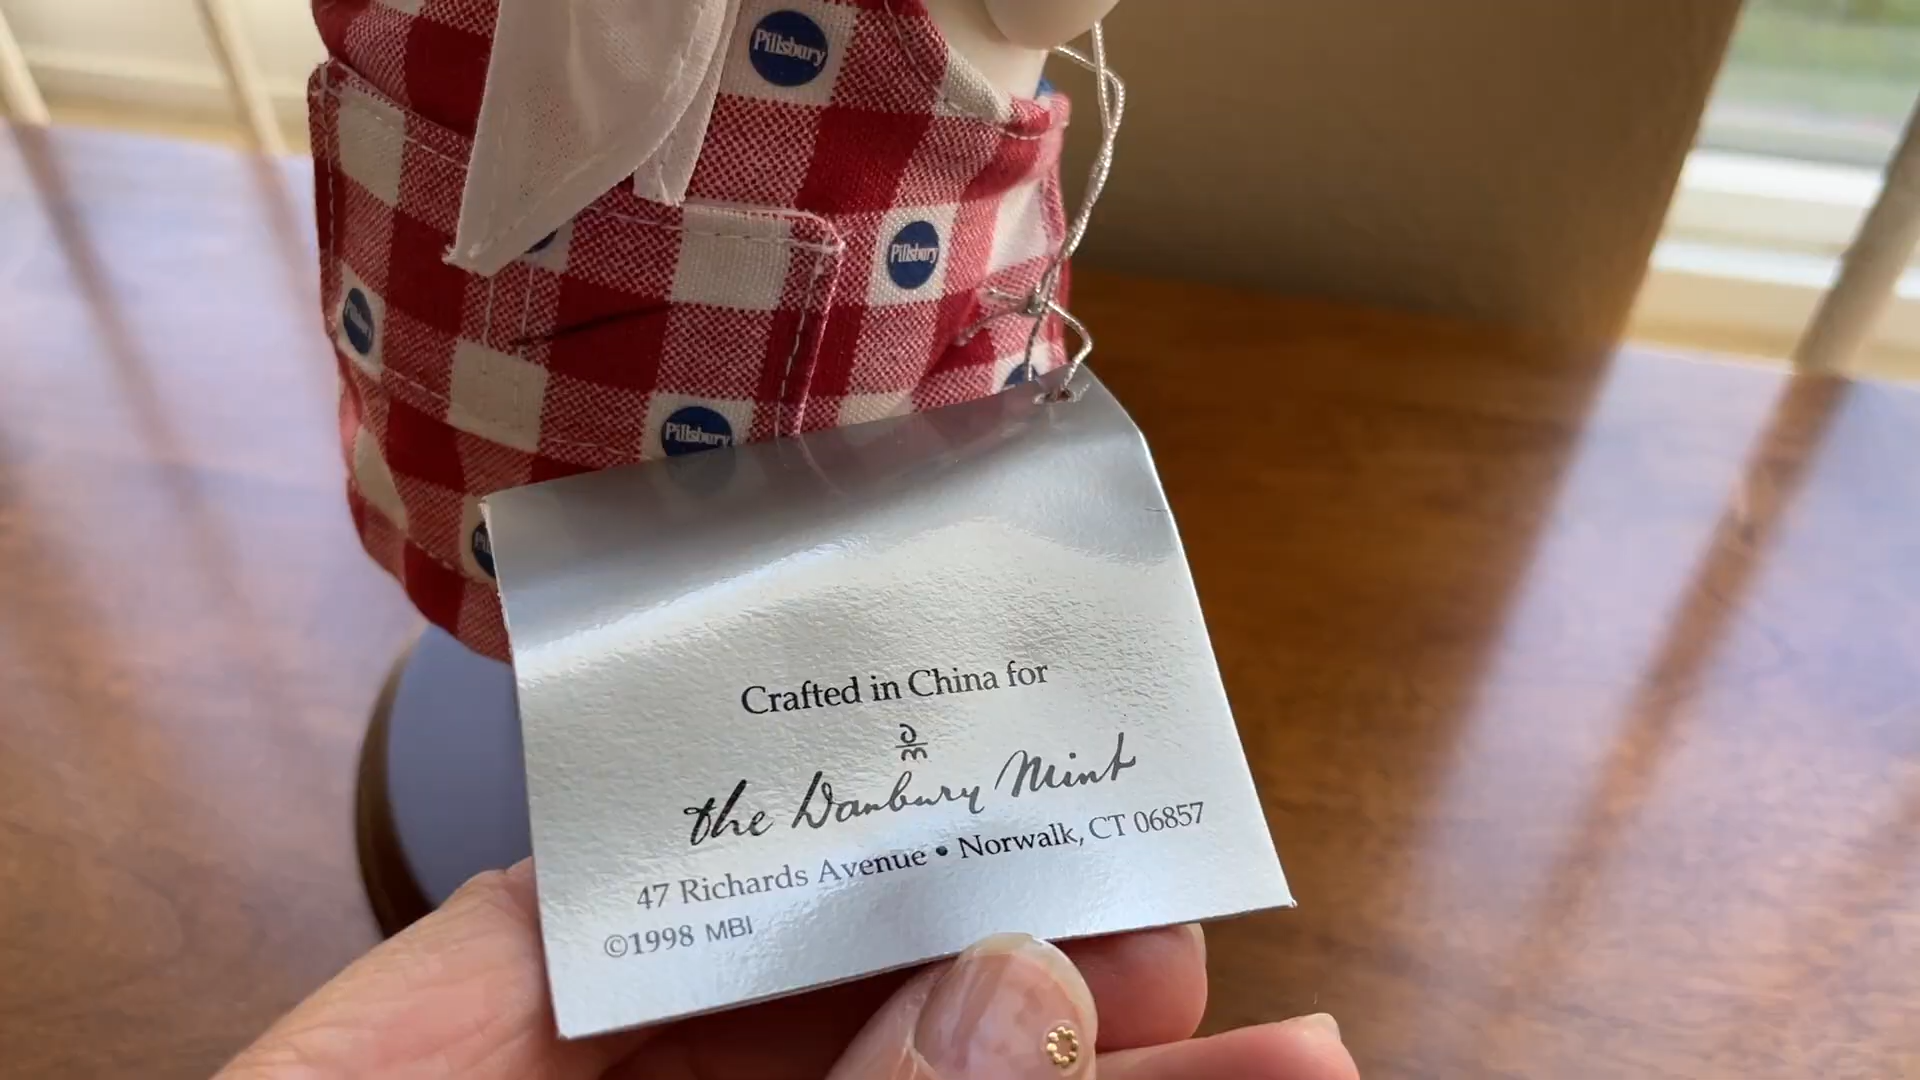 Pillsbury
Pillsbury
Pillsbury
Crafted in China for
the Danbury Mint
47 Richards Avenue • Norwalk, CT 06857
©1998 MBI